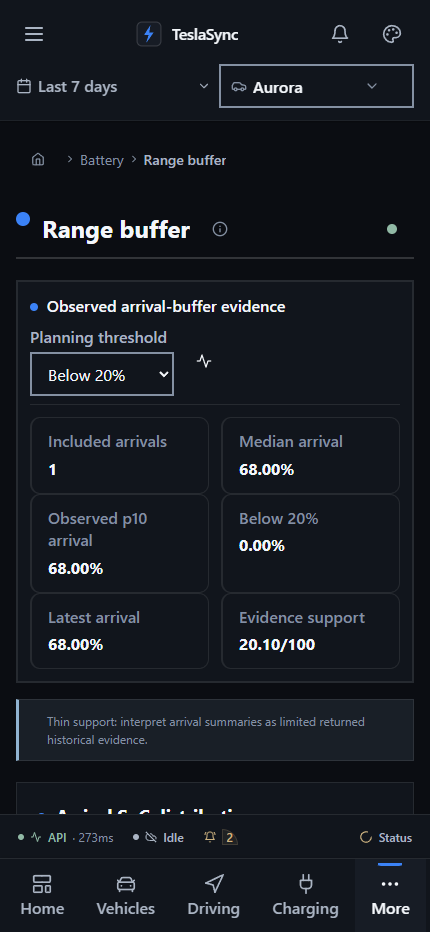 TeslaSync
Last 7 days
Aurora
Battery
Range buffer
Range buffer
Observed arrival-buffer evidence
Planning threshold
Below 20%
Included arrivals
1
Median arrival
68.00%
Observed p10
arrival
68.00%
Below 20%
0.00%
Latest arrival
68.00%
Evidence support
20.10/100
Thin support: interpret arrival summaries as limited returned
historical evidence.
API · 273ms
Idle
2
Status
Home
Vehicles
Driving
Charging
More